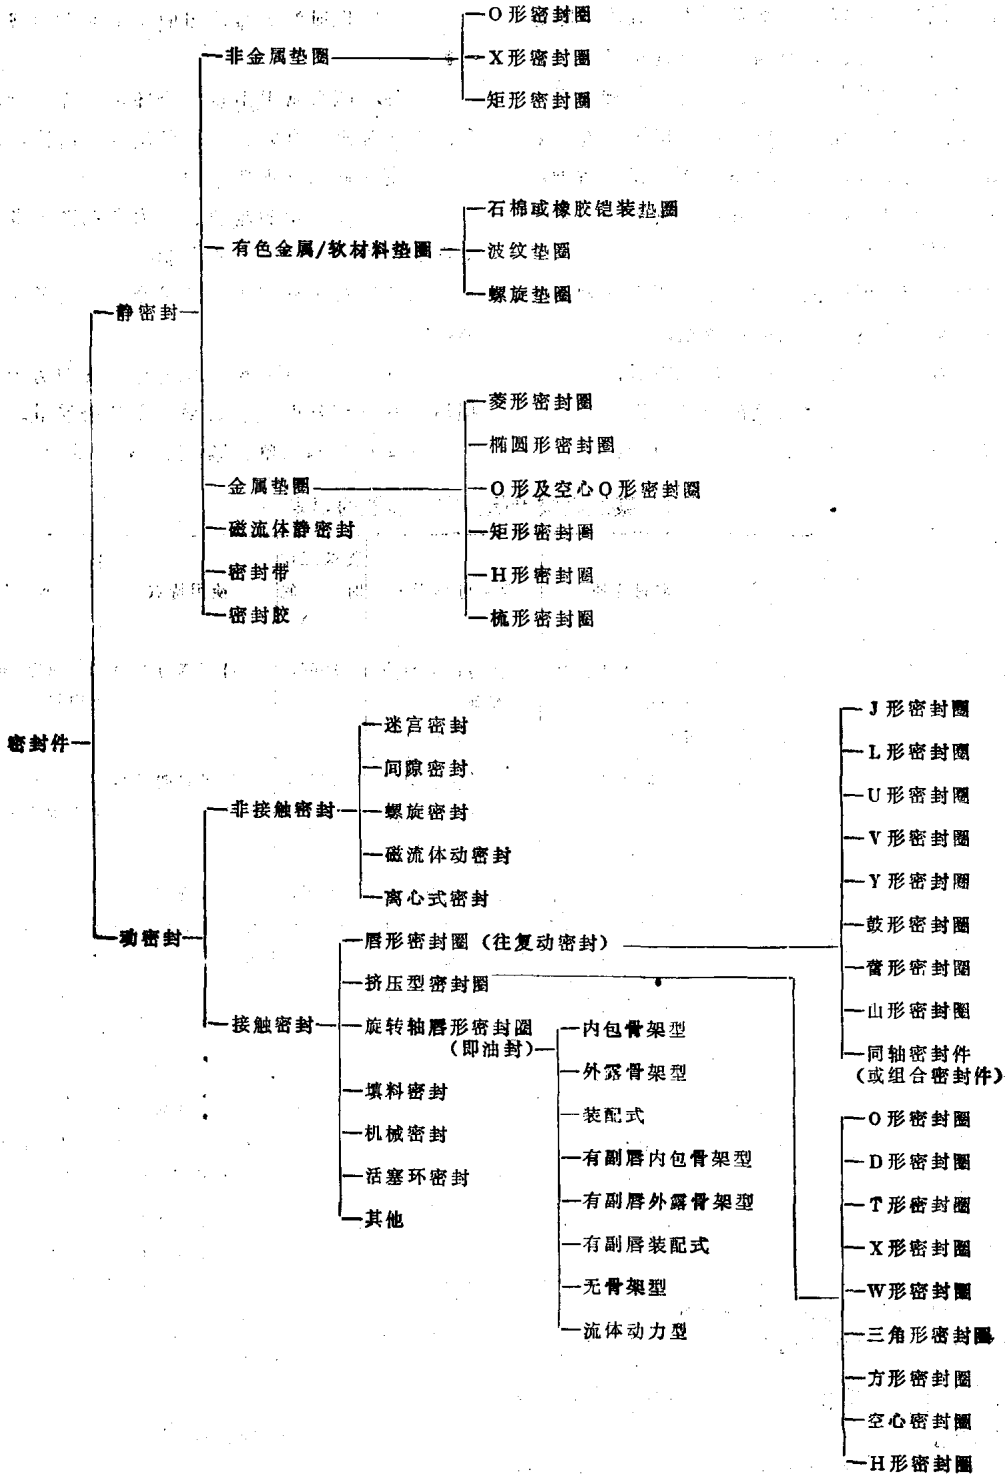 密封件
静密封
非金属垫圈
O形密封圈
X形密封圈
矩形密封圈
有色金属/软材料垫圈
石棉或橡胶铠装垫圈
波纹垫圈
螺旋垫圈
金属垫圈
菱形密封圈
椭圆形密封圈
O形及空心O形密封圈
矩形密封圈
H形密封圈
梳形密封圈
磁流体静密封
密封带
密封胶
动密封
非接触密封
迷宫密封
间隙密封
螺旋密封
磁流体动密封
离心式密封
接触密封
唇形密封圈（往复动密封）
J形密封圈
L形密封圈
U形密封圈
V形密封圈
Y形密封圈
鼓形密封圈
蕾形密封圈
山形密封圈
同轴密封件
（或组合密封件）
挤压型密封圈
O形密封圈
D形密封圈
T形密封圈
X形密封圈
W形密封圈
三角形密封圈
方形密封圈
空心密封圈
H形密封圈
旋转轴唇形密封圈
（即油封）
内包骨架型
外露骨架型
装配式
有副唇内包骨架型
有副唇外露骨架型
有副唇装配式
无骨架型
流体动力型
填料密封
机械密封
活塞环密封
其他